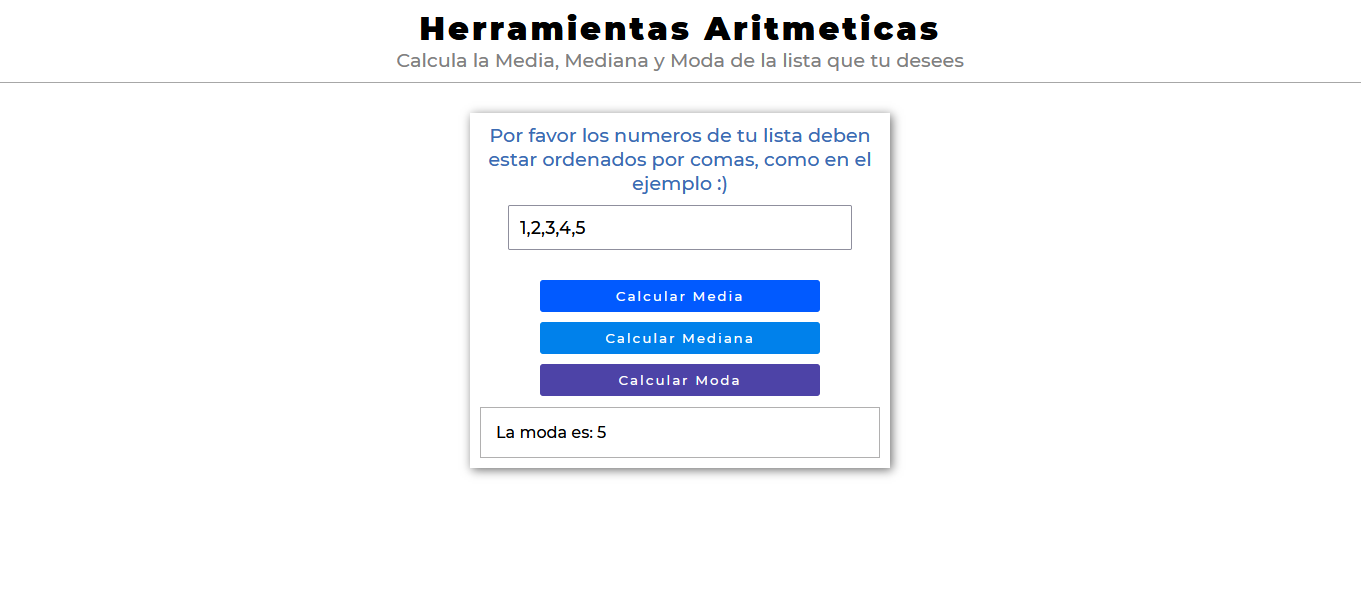 Herramientas Aritmeticas
Calcula la Media, Mediana y Moda de la lista que tu desees
Por favor los numeros de tu lista deben
estar ordenados por comas, como en el
ejemplo :)
1,2,3,4,5
Calcular Media
Calcular Mediana
Calcular Moda
La moda es: 5